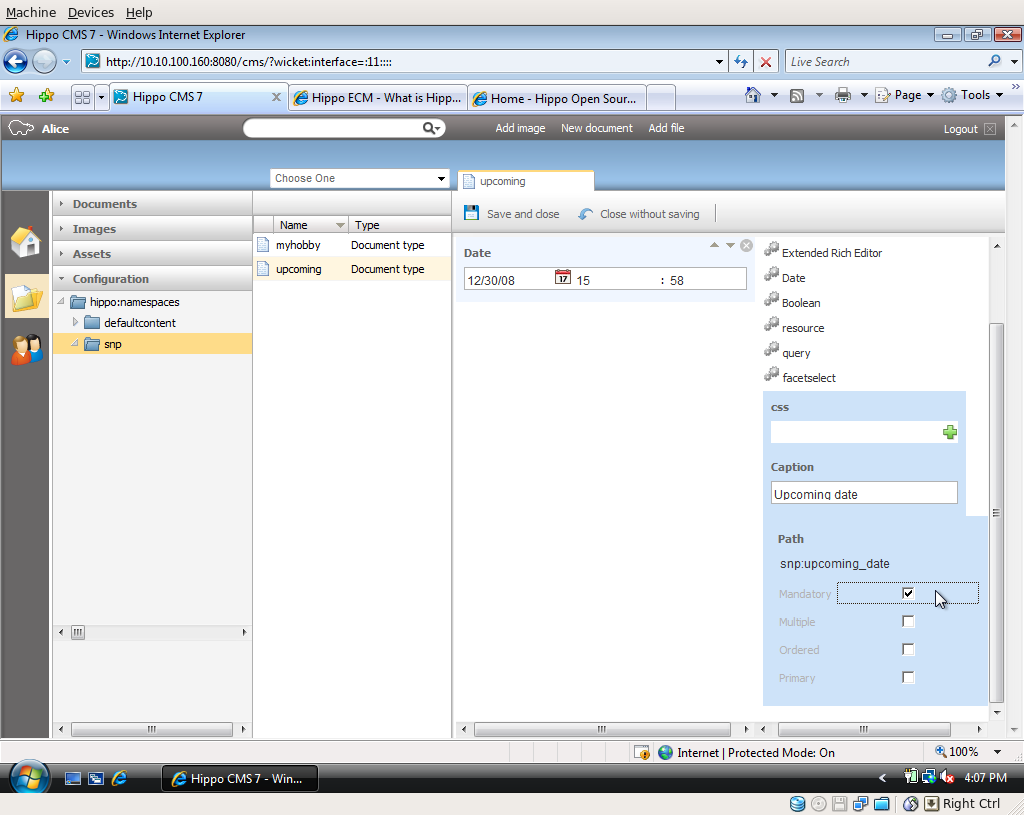 Machine Devices Help
Hippo CMS 7 - Windows Internet Explorer
http://10.10.100.160:8080/cms/?wicket:interface=:11::::
Live Search
Hippo CMS 7
Hippo ECM - What is Hipp...
Home - Hippo Open Sour...
Page
Tools
Alice
Add image New document Add file
Logout
Choose One
upcoming
Documents
Images
Assets
Configuration
hippo:namespaces
defaultcontent
snp
Name Type
myhobby Document type
upcoming Document type
Save and close Close without saving
Date
12/30/08 17 15 : 58
Extended Rich Editor
Date
Boolean
resource
query
facetselect
css
Caption
Upcoming date
Path
snp:upcoming_date
Mandatory
Multiple
Ordered
Primary
Internet | Protected Mode: On
100%
Hippo CMS 7 - Win...
4:07 PM
Right Ctrl